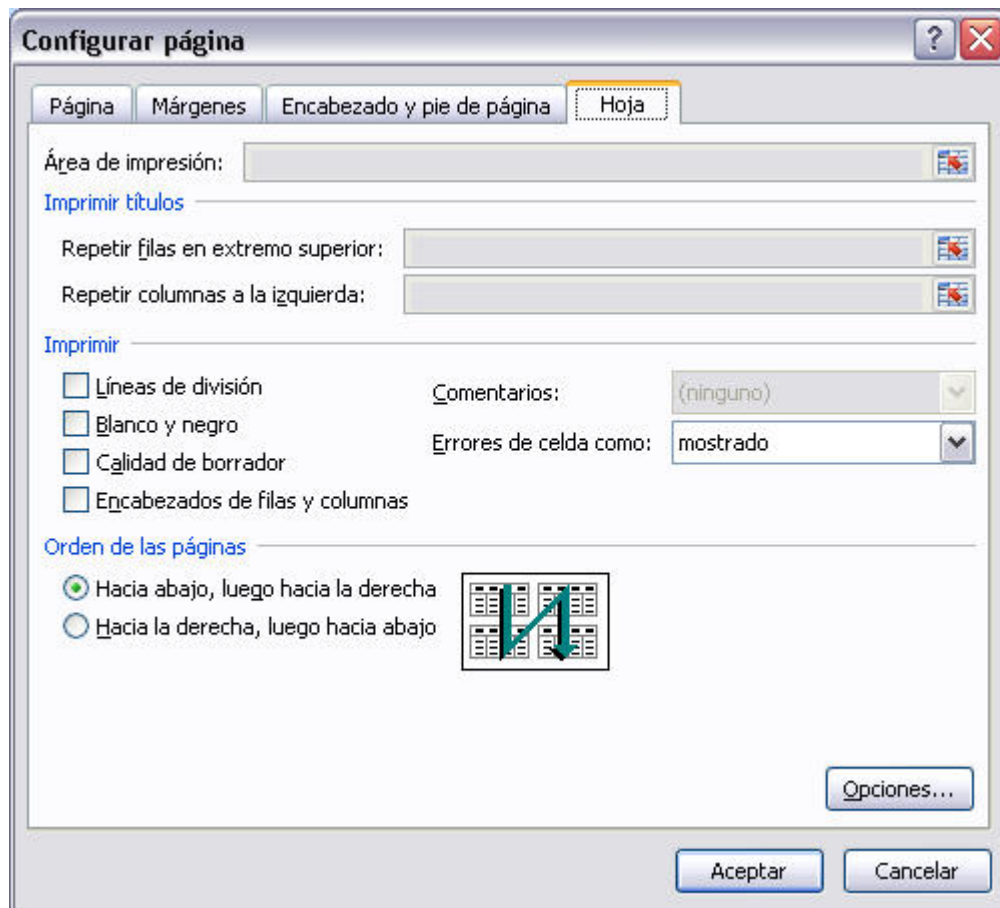 Configurar página
Página Márgenes Encabezado y pie de página Hoja
Área de impresión:
Imprimir títulos
Repetir filas en extremo superior:
Repetir columnas a la izquierda:
Imprimir
Líneas de división
Comentarios: (ninguno)
Blanco y negro
Errores de celda como: mostrado
Calidad de borrador
Encabezados de filas y columnas
Orden de las páginas
Hacia abajo, luego hacia la derecha
Hacia la derecha, luego hacia abajo
Opciones...
Aceptar Cancelar